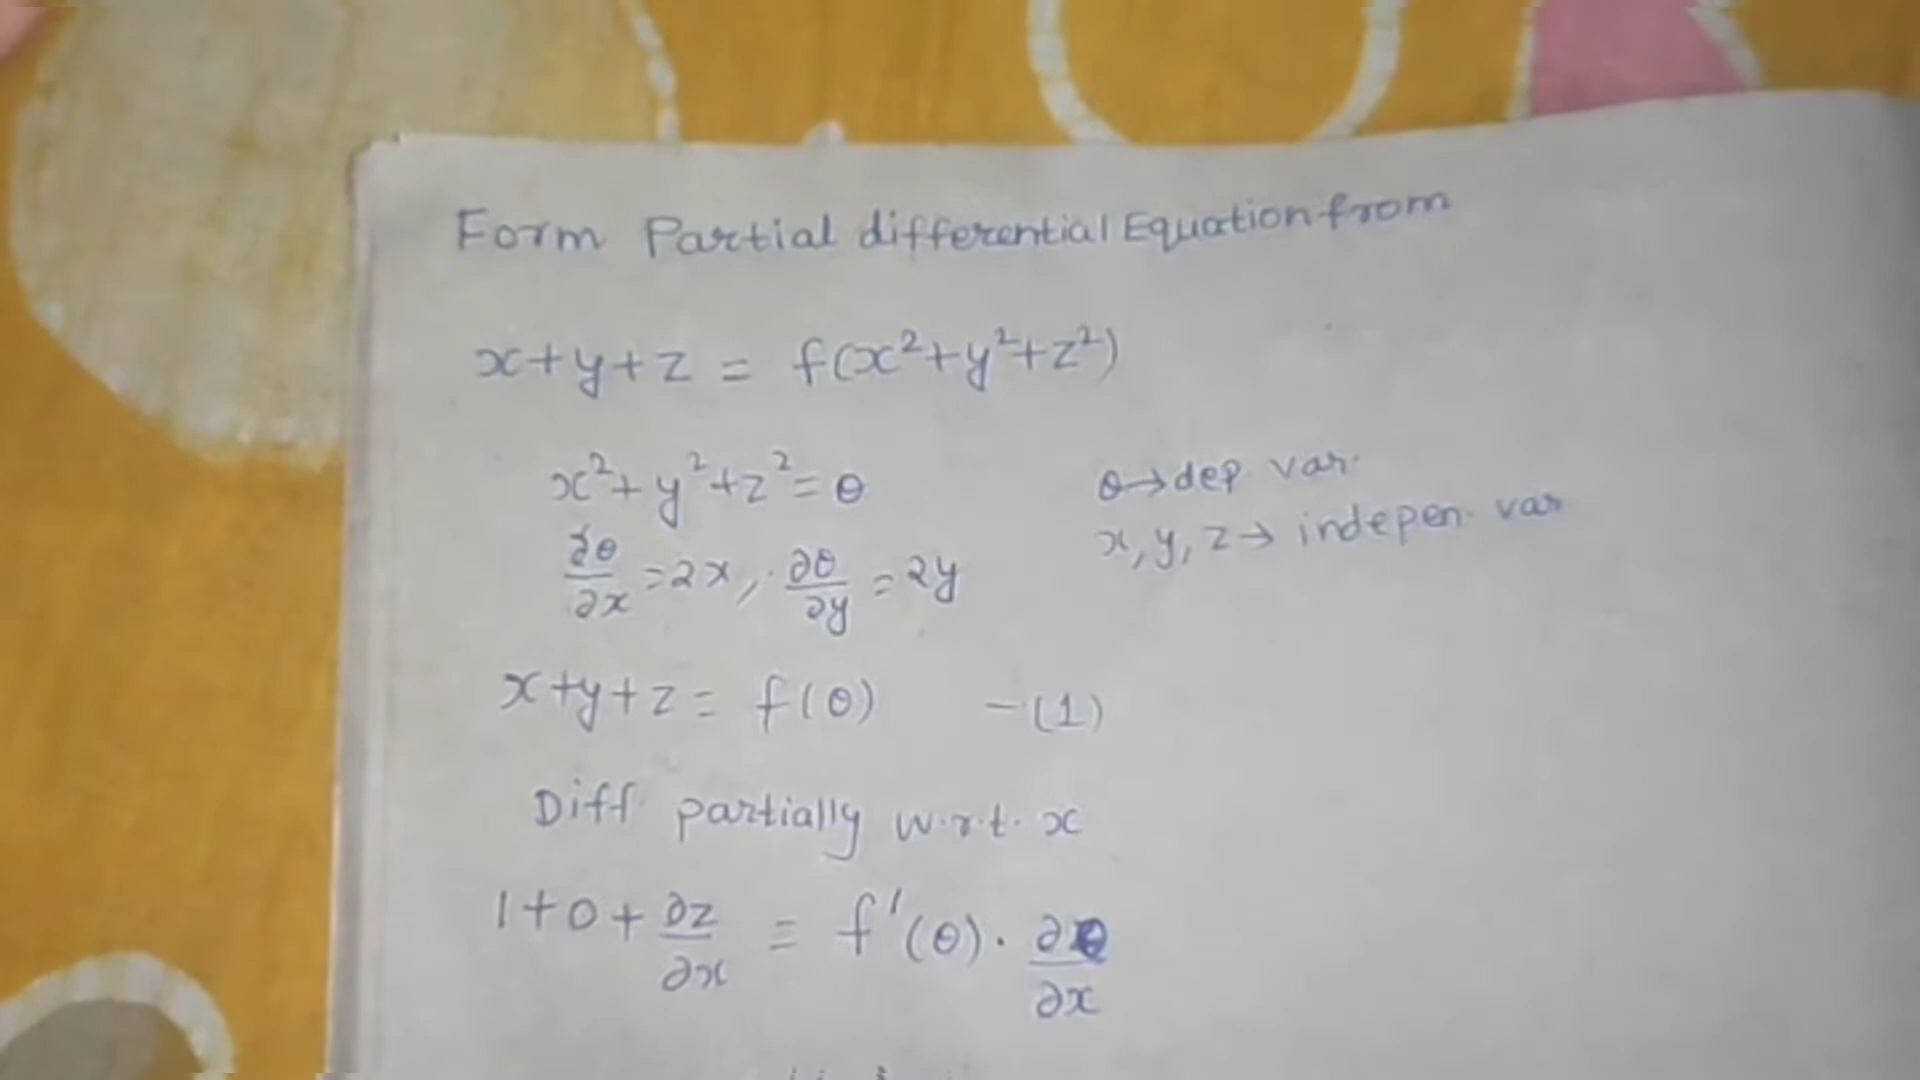 Form Partial differential Equation from
x+y+z = f(x²+y²+z²)
x²+y²+z²=θ
θ→dep var.
x, y, z→ indepen. var
∂θ/∂x =2x, ∂θ/∂y = 2y
x+y+z = f(θ) -(1)
Diff. partially w.r.t. x
1+0+ ∂z/∂x = f'(θ). ∂θ/∂x